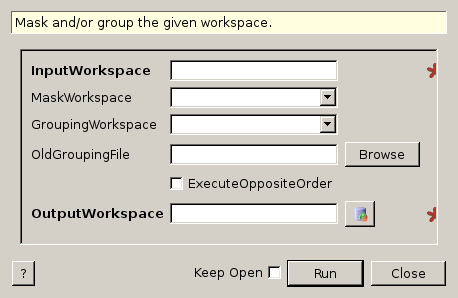 Mask and/or group the given workspace.
InputWorkspace
MaskWorkspace
GroupingWorkspace
OldGroupingFile Browse
ExecuteOppositeOrder
OutputWorkspace
? Keep Open Run Close